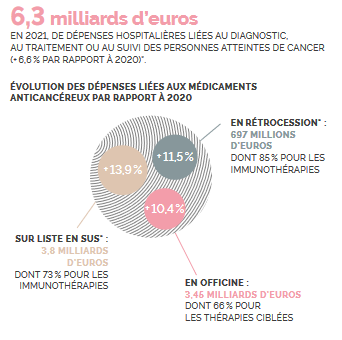 6,3 milliards d'euros
EN 2021, DE DÉPENSES HOSPITALIÈRES LIÉES AU DIAGNOSTIC,
AU TRAITEMENT OU AU SUIVI DES PERSONNES ATTEINTES DE CANCER
(+ 6,6 % PAR RAPPORT À 2020)*.
ÉVOLUTION DES DÉPENSES LIÉES AUX MÉDICAMENTS
ANTICANCÉREUX PAR RAPPORT À 2020
EN RÉTROCESSION* :
697 MILLIONS
D'EUROS
DONT 85 % POUR LES
IMMUNOTHÉRAPIES
+11,5 %
+13,9 %
+10,4 %
SUR LISTE EN SUS* :
3,8 MILLIARDS
D'EUROS
DONT 73 % POUR LES
IMMUNOTHÉRAPIES
EN OFFICINE :
3,45 MILLIARDS D'EUROS
DONT 66 % POUR
LES THÉRAPIES CIBLÉES